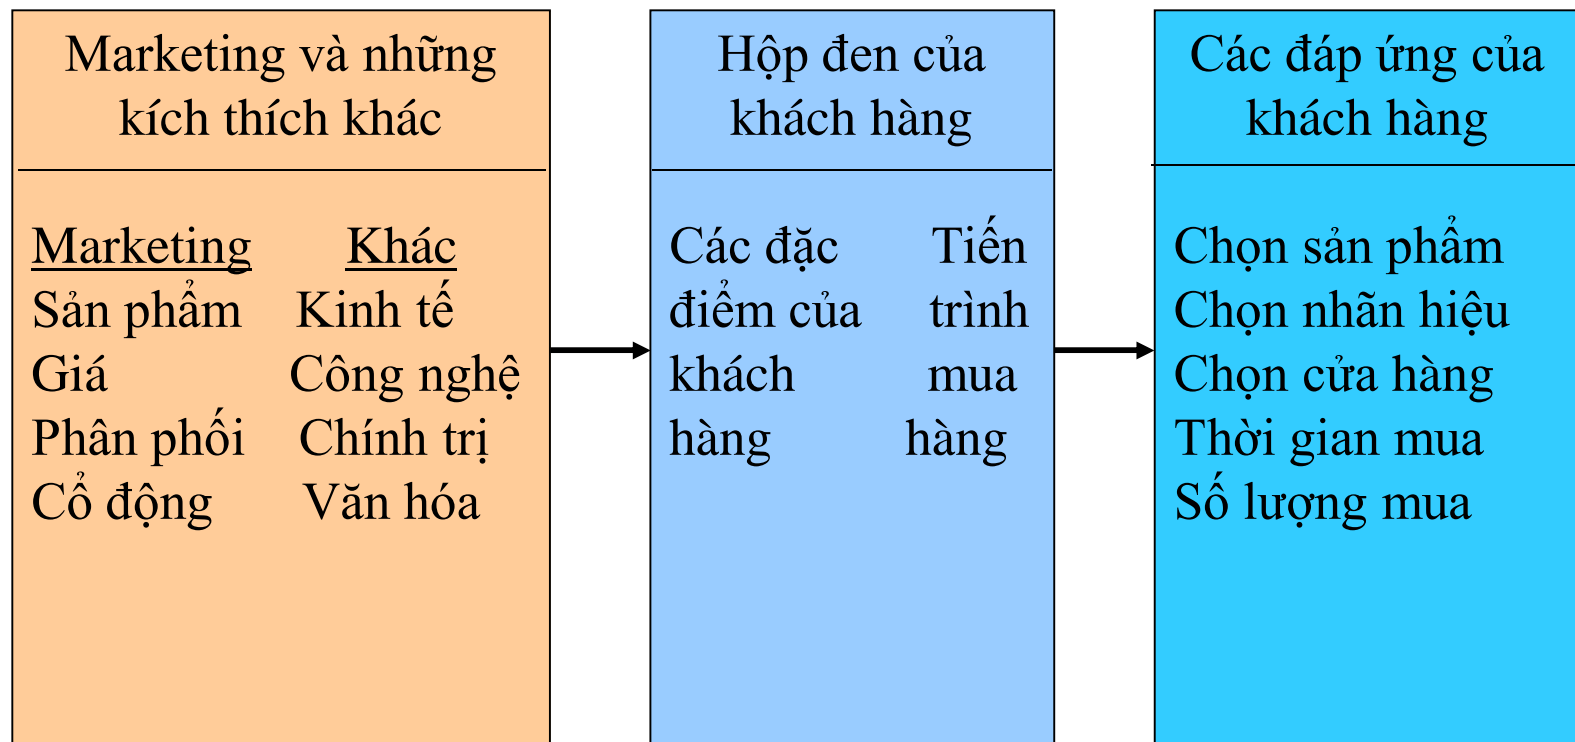 Marketing và những
kích thích khác
Marketing Khác
Sản phẩm Kinh tế
Giá Công nghệ
Phân phối Chính trị
Cổ động Văn hóa
Hộp đen của
khách hàng
Các đặc Tiến
điểm của trình
khách mua
hàng hàng
Các đáp ứng của
khách hàng
Chọn sản phẩm
Chọn nhãn hiệu
Chọn cửa hàng
Thời gian mua
Số lượng mua